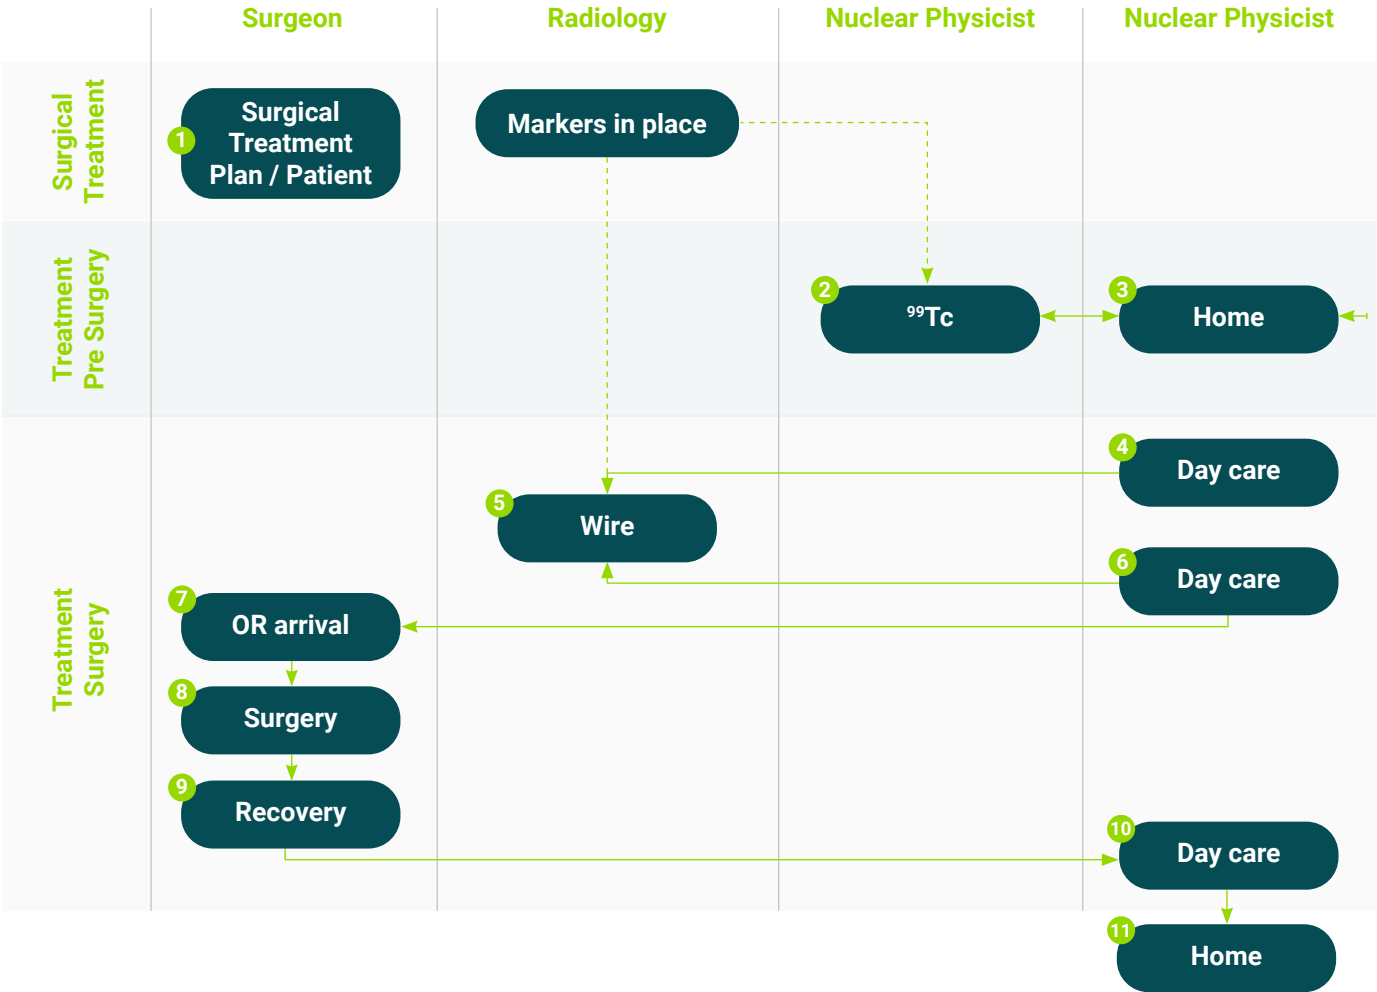 Surgeon
Radiology
Nuclear Physicist
Nuclear Physicist
Surgical
Treatment
1
Surgical
Treatment
Plan / Patient
Markers in place
Treatment
Pre Surgery
2
⁹⁹Tc
3
Home
Treatment
Surgery
4
Day care
5
Wire
6
Day care
7
OR arrival
8
Surgery
9
Recovery
10
Day care
11
Home